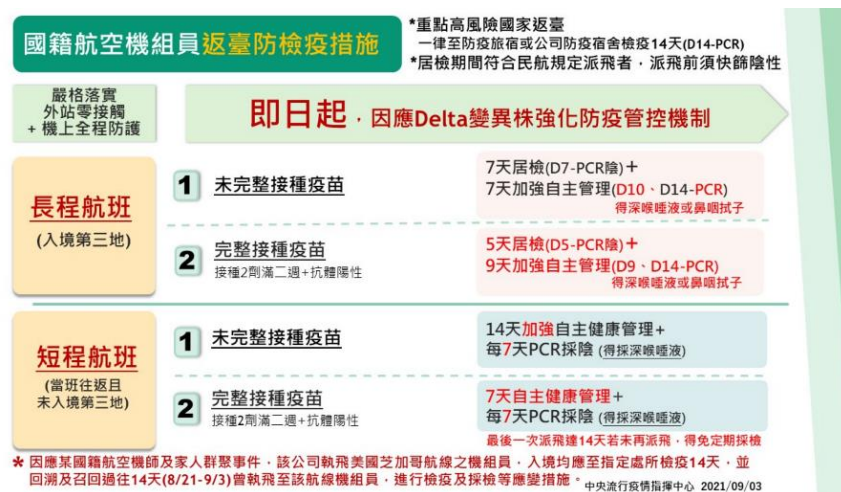 國籍航空機組員返臺防檢疫措施
*重點高風險國家返臺
一律至防疫旅宿或公司防疫宿舍檢疫14天(D14-PCR)
*居檢期間符合民航規定派飛者，派飛前須快篩陰性
嚴格落實
外站零接觸
+ 機上全程防護
即日起，因應Delta變異株強化防疫管控機制
長程航班
(入境第三地)
1 未完整接種疫苗
7天居檢(D7-PCR陰)+
7天加強自主管理(D10、D14-PCR)
得深喉唾液或鼻咽拭子
2 完整接種疫苗
接種2劑滿二週+抗體陽性
5天居檢(D5-PCR陰)+
9天加強自主管理(D9、D14-PCR)
得深喉唾液或鼻咽拭子
短程航班
(當班往返且
未入境第三地)
1 未完整接種疫苗
14天加強自主健康管理+
每7天PCR採陰 (得採深喉唾液)
2 完整接種疫苗
接種2劑滿二週+抗體陽性
7天自主健康管理+
每7天PCR採陰 (得採深喉唾液)
最後一次派飛達14天若未再派飛，得免定期採檢
* 因應某國籍航空機師及家人群聚事件，該公司執飛美國芝加哥航線之機組員，入境均應至指定處所檢疫14天，並
回溯及召回過往14天(8/21-9/3)曾執飛至該航線機組員，進行檢疫及採檢等應變措施。
中央流行疫情指揮中心 2021/09/03